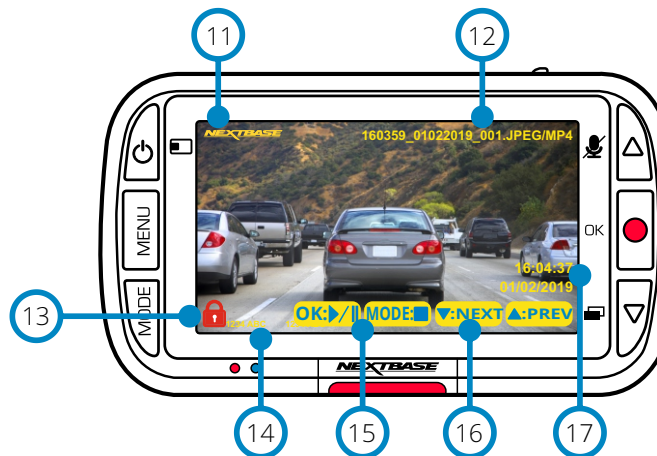 11
12
NEXTBASE
160359_01022019_001.JPEG/MP4
MENU
OK
16:04:37
01/02/2019
MODE
13
OK:▶/⏸ MODE:■ ▼:NEXT ▲:PREV
NEXTBASE
14
15
16
17